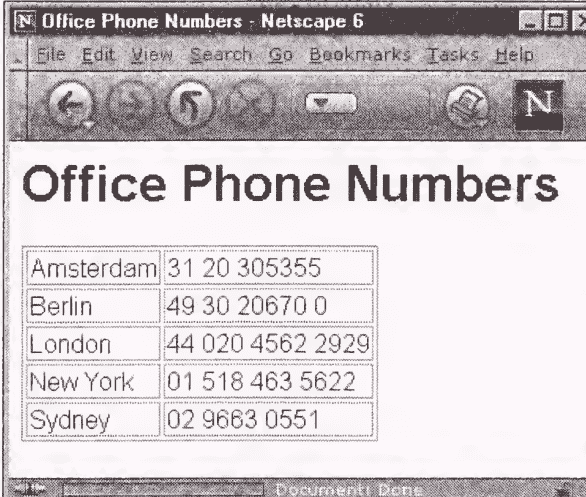 N Office Phone Numbers - Netscape 6
File Edit View Search Go Bookmarks Tasks Help
N
Office Phone Numbers
Amsterdam 31 20 305355
Berlin 49 30 20670 0
London 44 020 4562 2929
New York 01 518 463 5622
Sydney 02 9663 0551
Document: Done